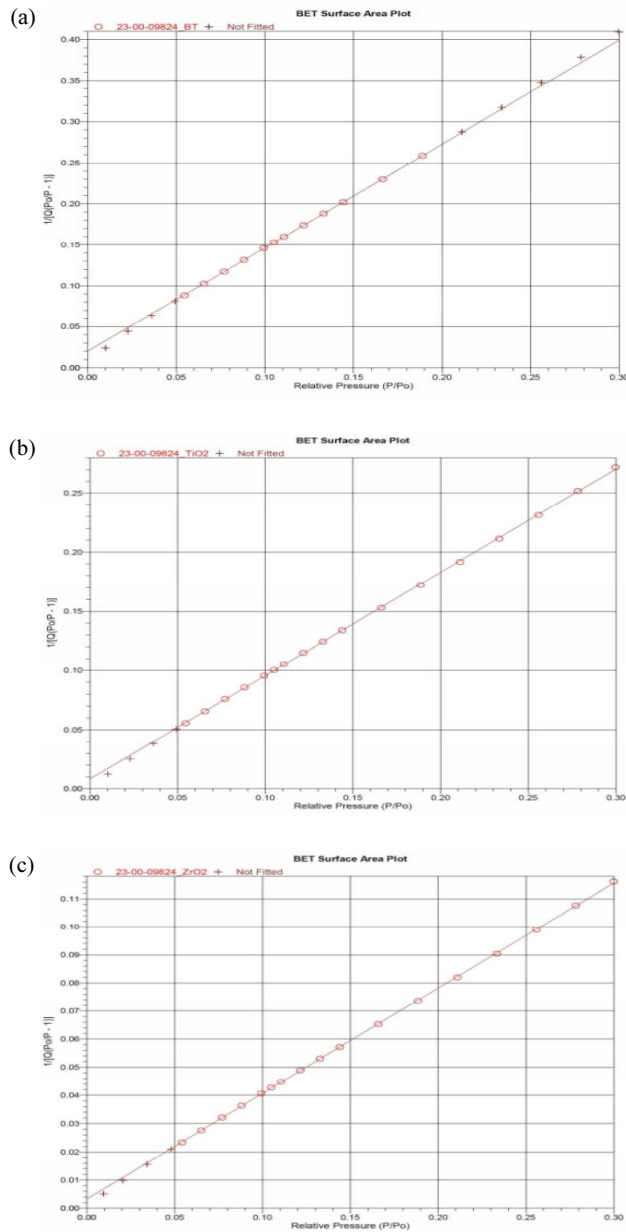 (a)
BET Surface Area Plot
23-00-09824_BT + Not Fitted
0.40
0.35
0.30
0.25
0.20
0.15
0.10
0.05
0.00
1/[Q(Po/P - 1)]
0.00 0.05 0.10 0.15 0.20 0.25 0.30
Relative Pressure (P/Po)
(b)
BET Surface Area Plot
23-00-09824_TiO2 + Not Fitted
0.25
0.20
0.15
0.10
0.05
0.00
1/[Q(Po/P - 1)]
0.00 0.05 0.10 0.15 0.20 0.25 0.30
Relative Pressure (P/Po)
(c)
BET Surface Area Plot
23-00-09824_ZrO2 + Not Fitted
0.11
0.10
0.09
0.08
0.07
0.06
0.05
0.04
0.03
0.02
0.01
0.00
1/[Q(Po/P - 1)]
0.00 0.05 0.10 0.15 0.20 0.25 0.30
Relative Pressure (P/Po)